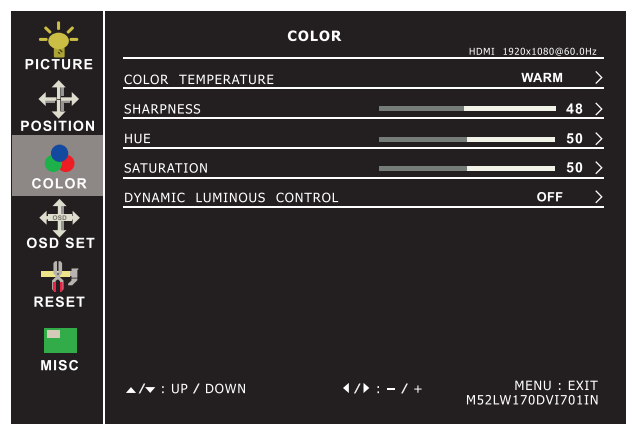 PICTURE
POSITION
COLOR
OSD
OSD SET
RESET
MISC
COLOR
HDMI 1920x1080@60.0Hz
COLOR TEMPERATURE WARM >
SHARPNESS 48 >
HUE 50 >
SATURATION 50 >
DYNAMIC LUMINOUS CONTROL OFF >
▲/▼ : UP / DOWN ◀/▶ : − / + MENU : EXIT
M52LW170DVI701IN